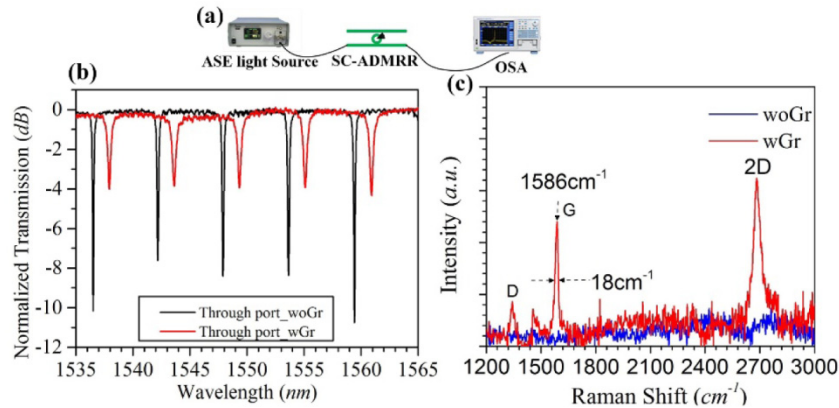 (a)
ASE light Source SC-ADMRR OSA
(b)
Normalized Transmission (dB)
0
-2
-4
-6
-8
-10
-12
Through port_woGr
Through port_wGr
1535 1540 1545 1550 1555 1560 1565
Wavelength (nm)
(c)
Intensity (a.u.)
woGr
wGr
2D
1586cm-1
G
D
18cm-1
1200 1500 1800 2100 2400 2700 3000
Raman Shift (cm-1)